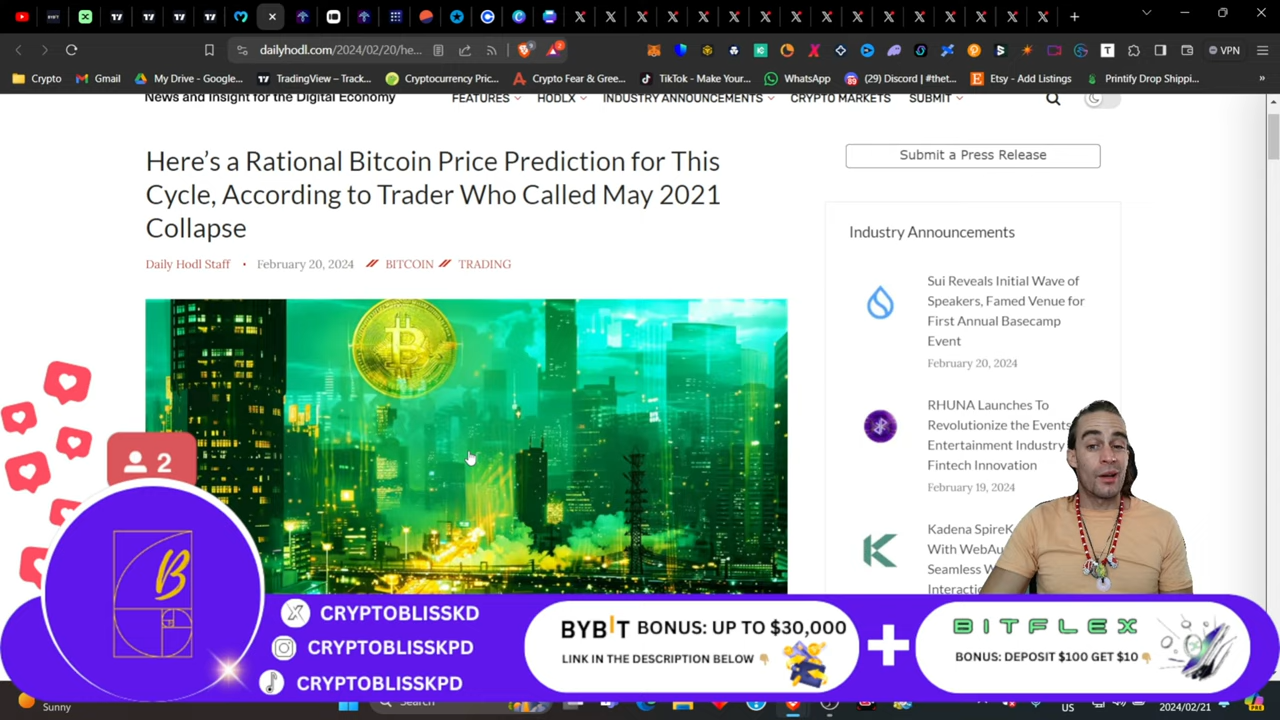 dailyhodl.com/2024/02/20/he...
VPN
Crypto
Gmail
My Drive - Google...
TradingView – Track...
Cryptocurrency Pric...
Crypto Fear & Gree...
TikTok - Make Your...
WhatsApp
(29) Discord | #thet...
Etsy - Add Listings
Printify Drop Shippi...
»
News and Insight for the Digital Economy
FEATURES
HODLX
INDUSTRY ANNOUNCEMENTS
CRYPTO MARKETS
SUBMIT
Here's a Rational Bitcoin Price Prediction for This
Cycle, According to Trader Who Called May 2021
Collapse
Daily Hodl Staff • February 20, 2024 // BITCOIN // TRADING
Submit a Press Release
Industry Announcements
Sui Reveals Initial Wave of
Speakers, Famed Venue for
First Annual Basecamp
Event
February 20, 2024
RHUNA Launches To
Revolutionize the Events
Entertainment Industry
Fintech Innovation
February 19, 2024
Kadena SpireK
With WebAu
Seamless W
Interactio
2
B
CRYPTOBLISSKD
CRYPTOBLISSKPD
CRYPTOBLISSKPD
BYBIT BONUS: UP TO $30,000
LINK IN THE DESCRIPTION BELOW
+
BITFLEX
BONUS: DEPOSIT $100 GET $10
Sunny
Search
US
2024/02/21